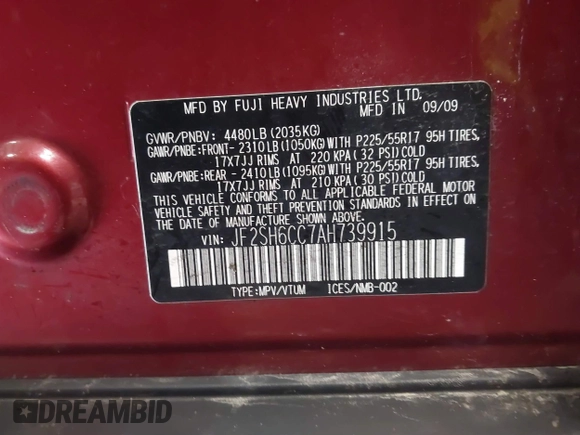 MFD BY FUJI HEAVY INDUSTRIES LTD.
MFD IN 09/09
GVWR/PNBV: 4480LB(2035KG)
GAWR/PNBE:FRONT- 2310LB(1050KG)WITH P225/55R17 95H TIRES,
17X7JJ RIMS AT 220 KPA( 32 PSI)COLD
GAWR/PNBE:REAR - 2410LB(1095KG)WITH P225/55R17 95H TIRES,
17X7JJ RIMS AT 210 KPA( 30 PSI)COLD
THIS VEHICLE CONFORMS TO ALL APPLICABLE FEDERAL MOTOR
VEHICLE SAFETY AND THEFT PREVENTION STANDARDS IN EFFECT
ON THE DATE OF MANUFACTURE SHOWN ABOVE.
VIN: JF2SH6CC7AH739915
TYPE:MPV/VTUM ICES/NMB-002
DREAMBID